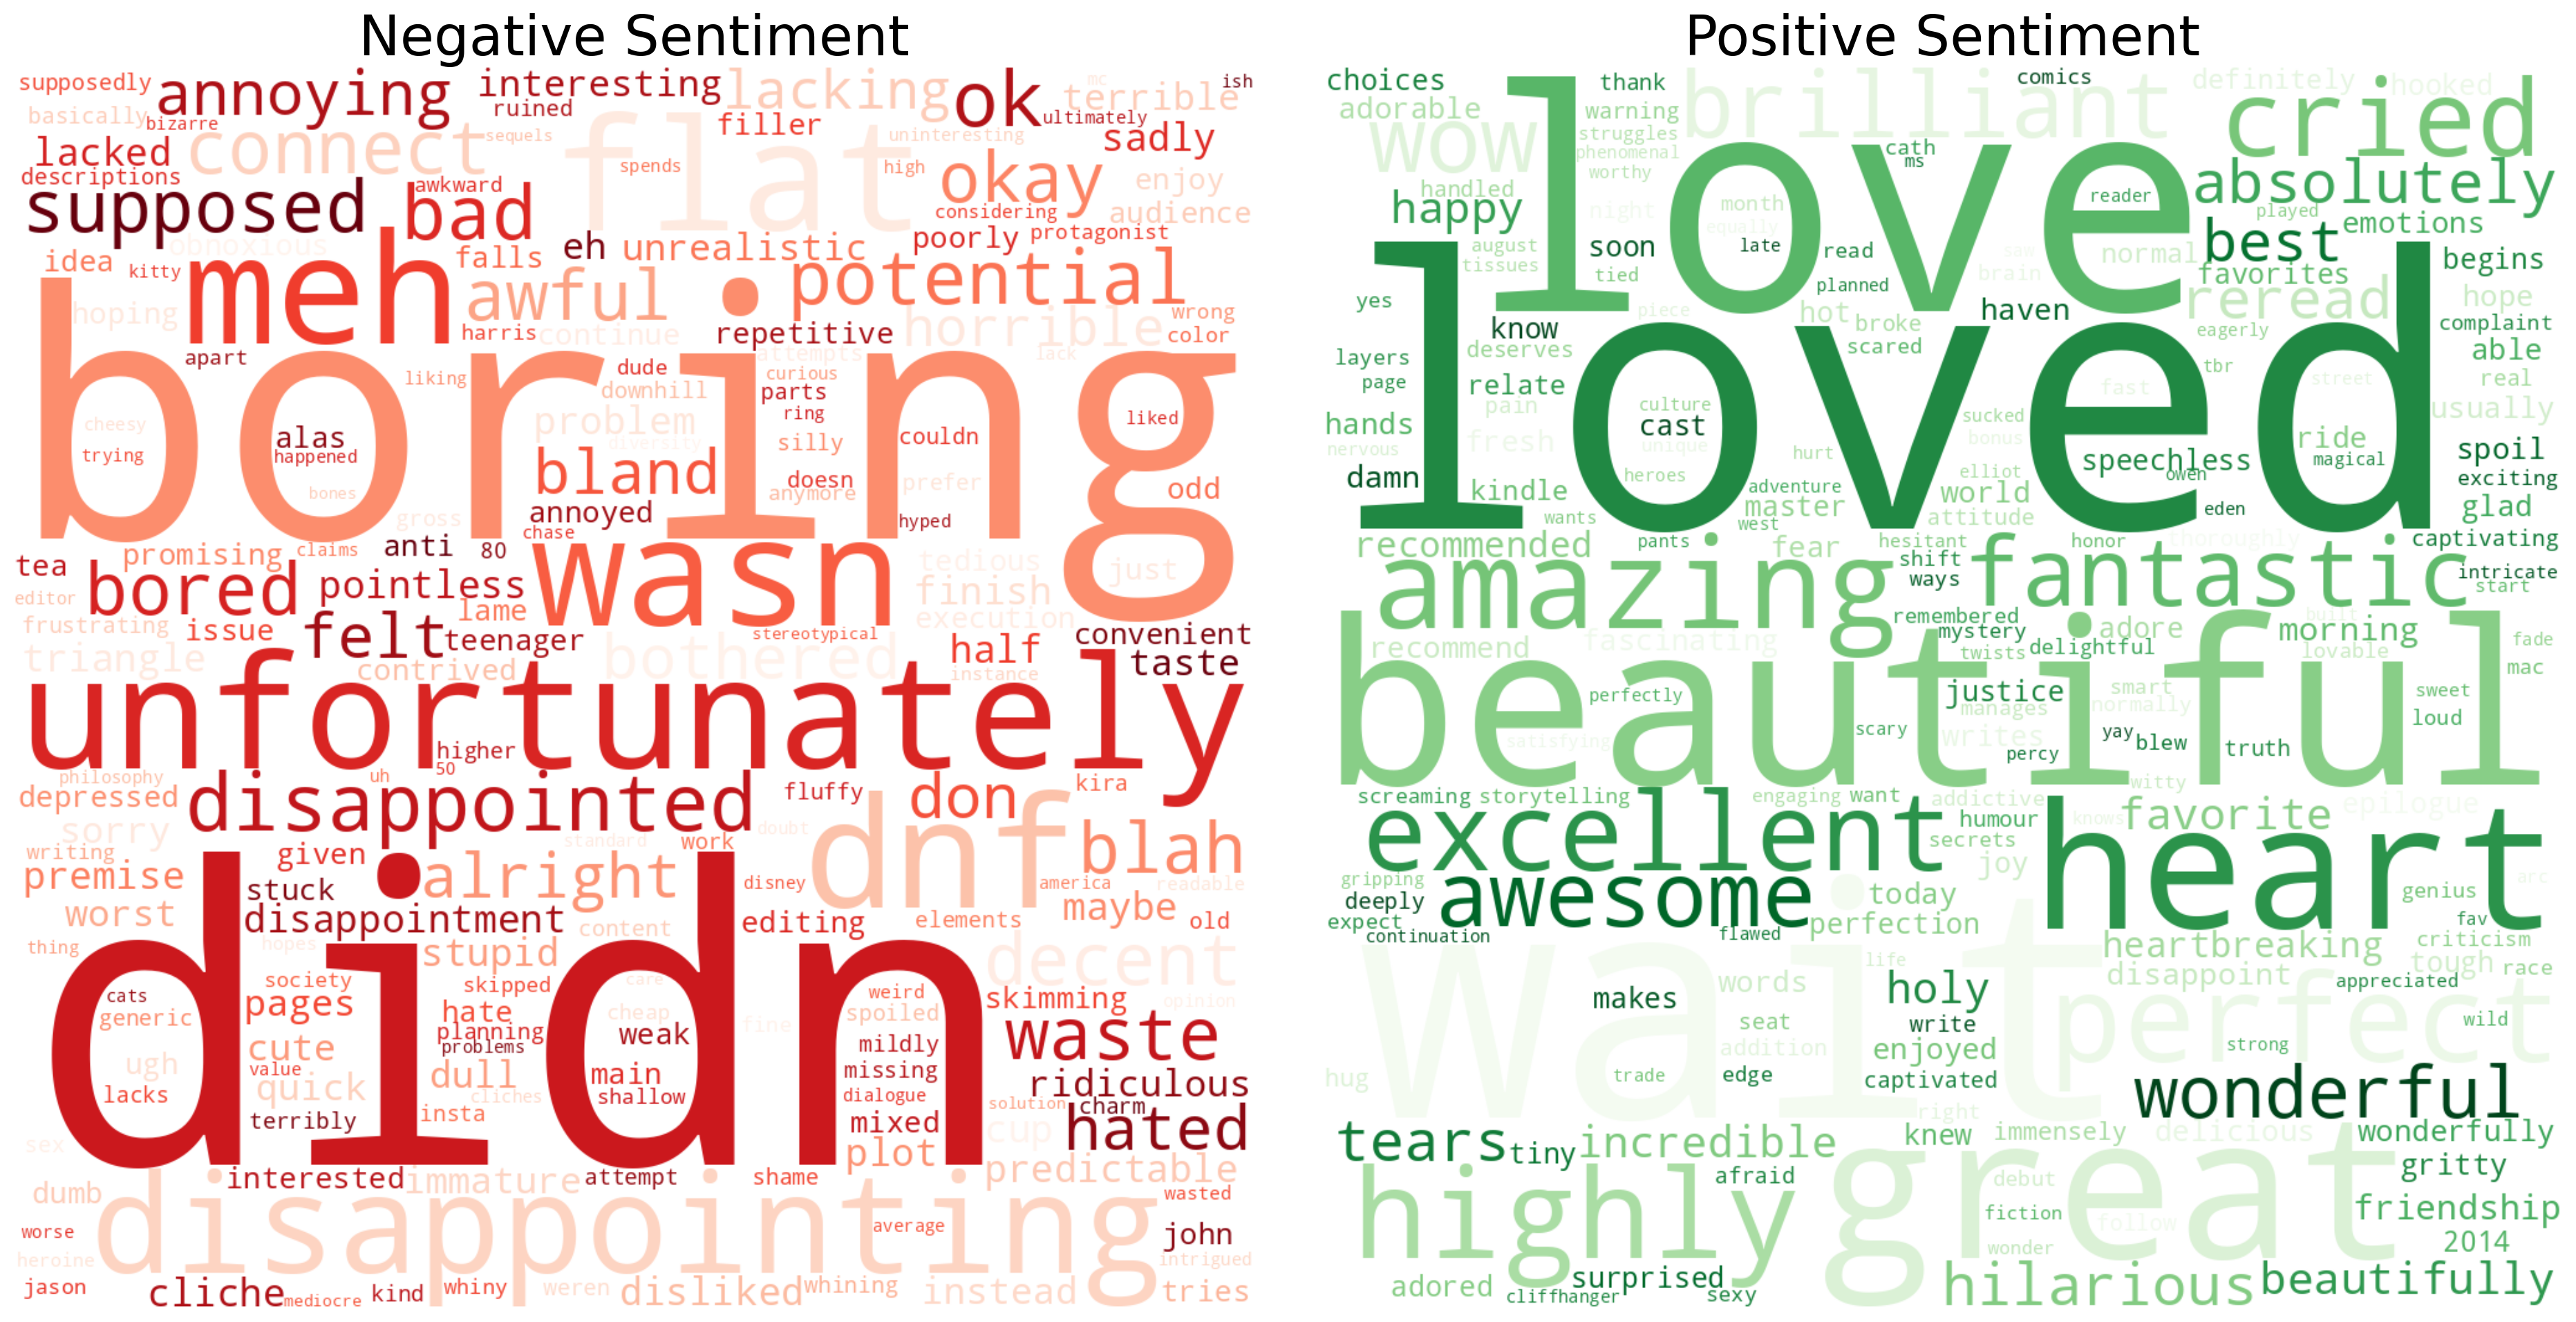 Negative Sentiment
supposedly annoying interesting lacking ok terrible mc ish
basically bizarre ruined filler ultimately
lacked connect sequels flat uninteresting sadly
descriptions awkward spends high okay enjoy
supposed bad considering audience
obnoxious eh unrealistic poorly protagonist
idea kitty meh falls awful potential
hoping harris continue repetitive horrible wrong color
apart attempts lack
boring liking dude curious
downhill parts ring liked
cheesy problem diversity silly couldn
trying alas happened bland doesn anymore prefer odd
bones gross annoyed chase hyped
promising claims anti 80 wasn tedious just
tea bored pointless finish
editor lame execution
frustrating issue felt teenager stereotypical half convenient
triangle contrived bothered instance taste
unfortunately higher 50
philosophy uh kira
depressed disappointed fluffy don
sorry standard work doubt dnf blah
writing given
premise stuck alright disney america readable
worst disappointment content editing elements maybe old
thing hopes stupid decent
didn cats society skipped care weird skimming opinion
generic pages hate cheap spoiled
planning weak fine waste
ugh cute problems mildly
value quick dull main missing ridiculous
lacks cliches shallow dialogue solution charm
terribly insta mixed cup hated
sex plot
interested immature attempt shame predictable
dumb disappointing wasted
worse average john
heroine intrigued
jason cliche mediocre kind whiny weren disliked whining instead tries
Positive Sentiment
choices thank brilliant comics definitely hooked
adorable wow love warning cried
struggles cath
phenomenal ms
handled worthy reader absolutely
happy night month played
equally best emotions
august soon late read saw normal begins
tissues tied brain favorites
yes planned reread hope
piece hot haven
know broke eagerly complaint
layers deserves scared able
page relate loved tbr real
pain culture fast street usually
hands cast sucked
nervous fresh unique bonus ride spoil
damn heroes hurt elliot speechless magical
kindle adventure world owen exciting
wants master west attitude eden glad
recommended pants fear hesitant honor thoroughly captivating
amazing shift fantastic intricate
ways start
remembered built
recommend fascinating mystery adore morning fade
twists delightful lovable
beautiful perfectly justice smart sweet mac
manages normally loud
satisfying scary writes yay blew truth
percy
witty
screaming storytelling engaging want addictive knows favorite epilogue
excellent humour heart
secrets
gripping joy
deeply awesome today genius arc
expect perfection fav
continuation flawed heartbreaking criticism
wait life disappoint tough race
words holy perfect appreciated
makes
seat write wild
addition enjoyed strong
hug trade edge captivated wonderful
right
tears tiny incredible knew immensely delicious wonderfully
highly afraid great debut gritty
fiction follow friendship
wonder 2014
adored surprised hilarious beautifully
cliffhanger sexy